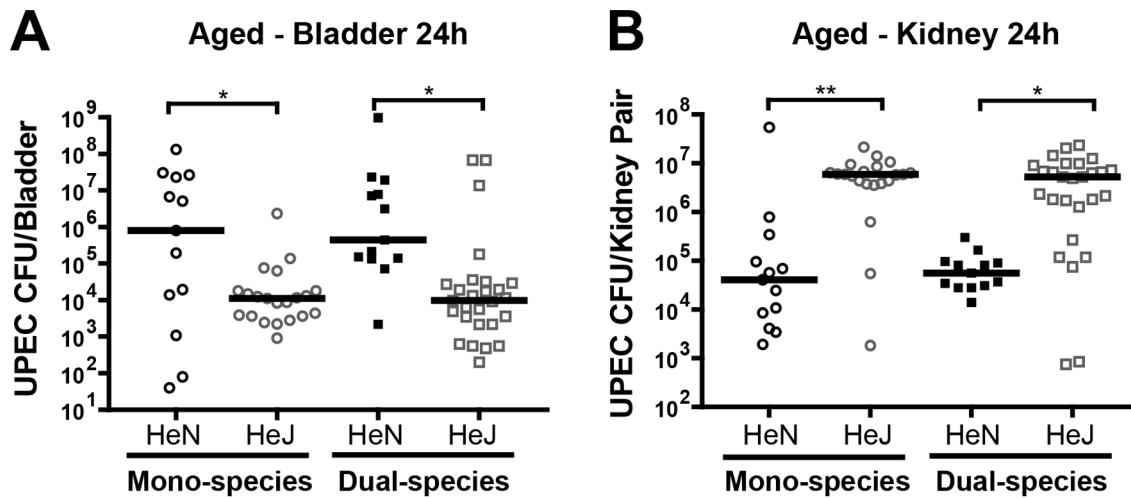 A
Aged - Bladder 24h
UPEC CFU/Bladder
10^9
10^8
10^7
10^6
10^5
10^4
10^3
10^2
10^1
*
*
HeN HeJ HeN HeJ
Mono-species Dual-species
B
Aged - Kidney 24h
UPEC CFU/Kidney Pair
10^8
10^7
10^6
10^5
10^4
10^3
10^2
**
*
HeN HeJ HeN HeJ
Mono-species Dual-species